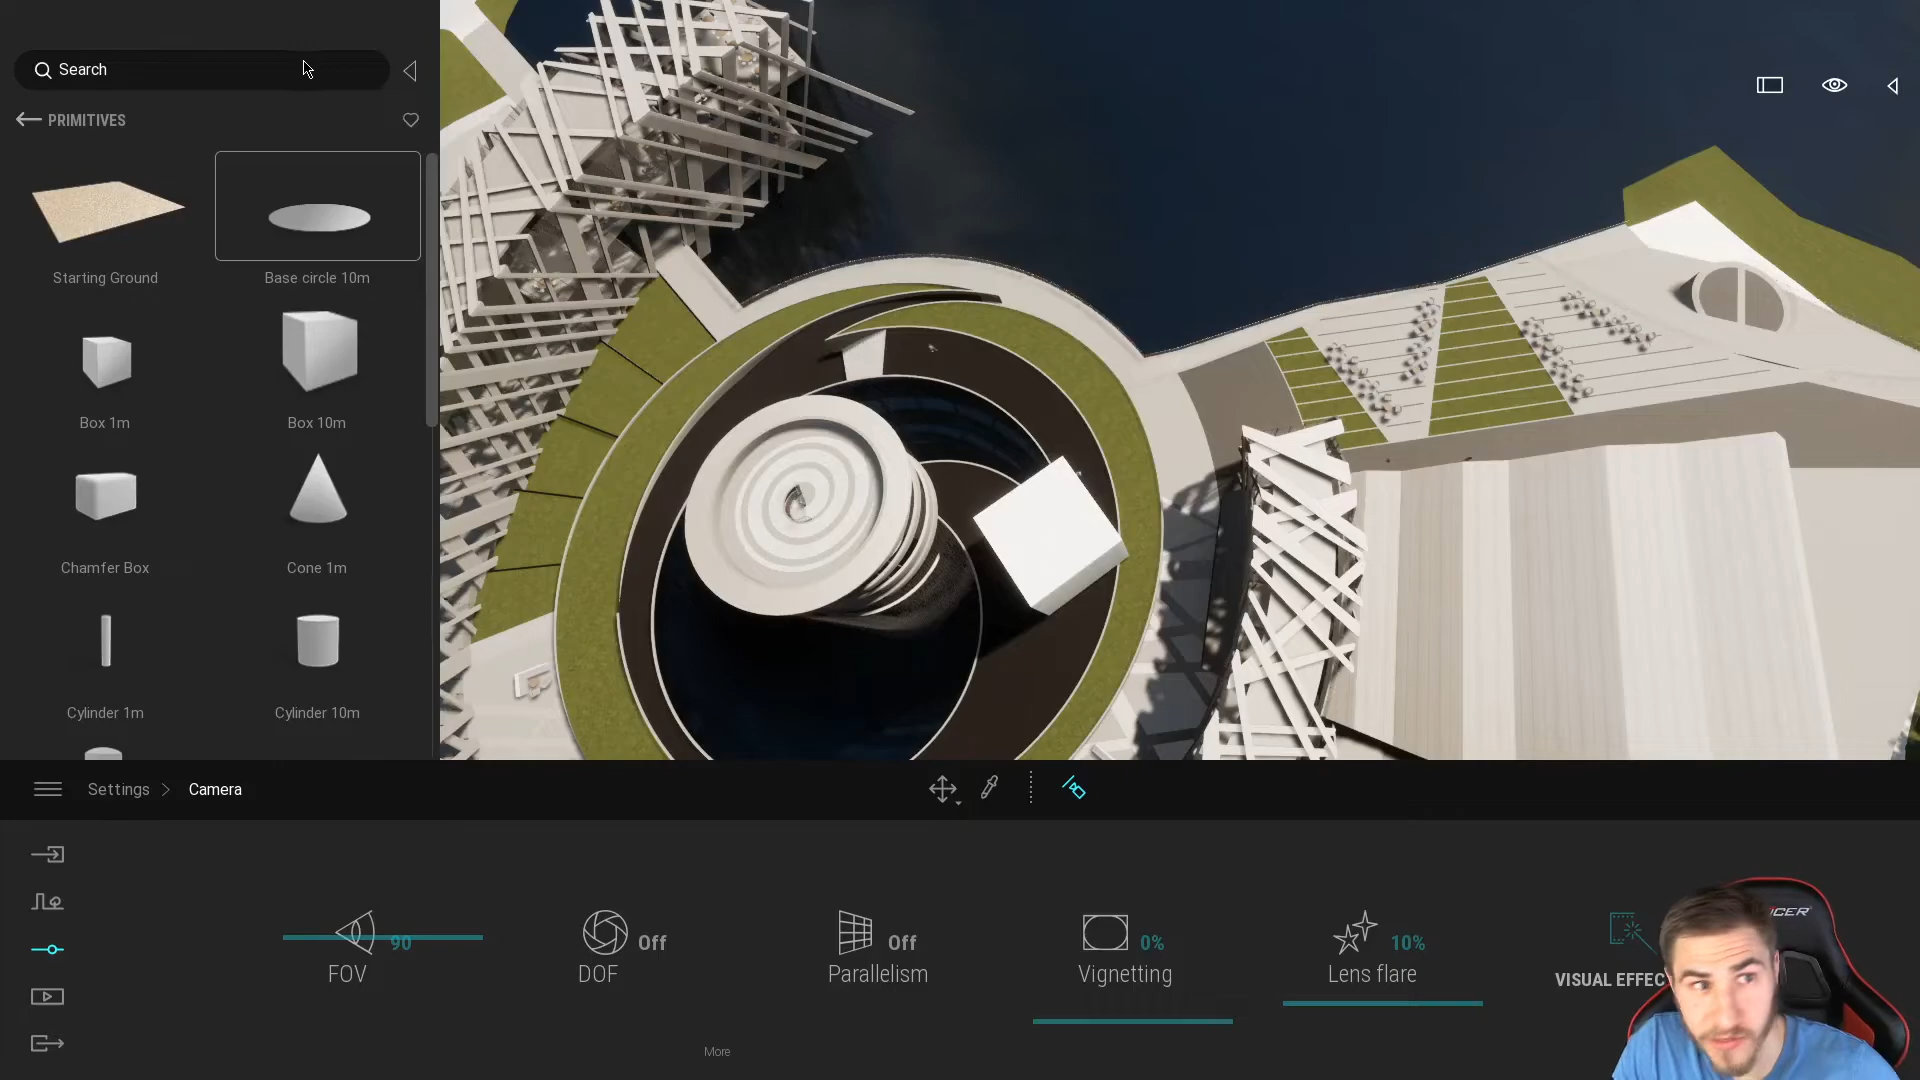 Search
PRIMITIVES
Starting Ground
Base circle 10m
Box 1m
Box 10m
Chamfer Box
Cone 1m
Cylinder 1m
Cylinder 10m
Settings
Camera
90
FOV
Off
DOF
Off
Parallelism
0%
Vignetting
10%
Lens flare
VISUAL EFFEC
More